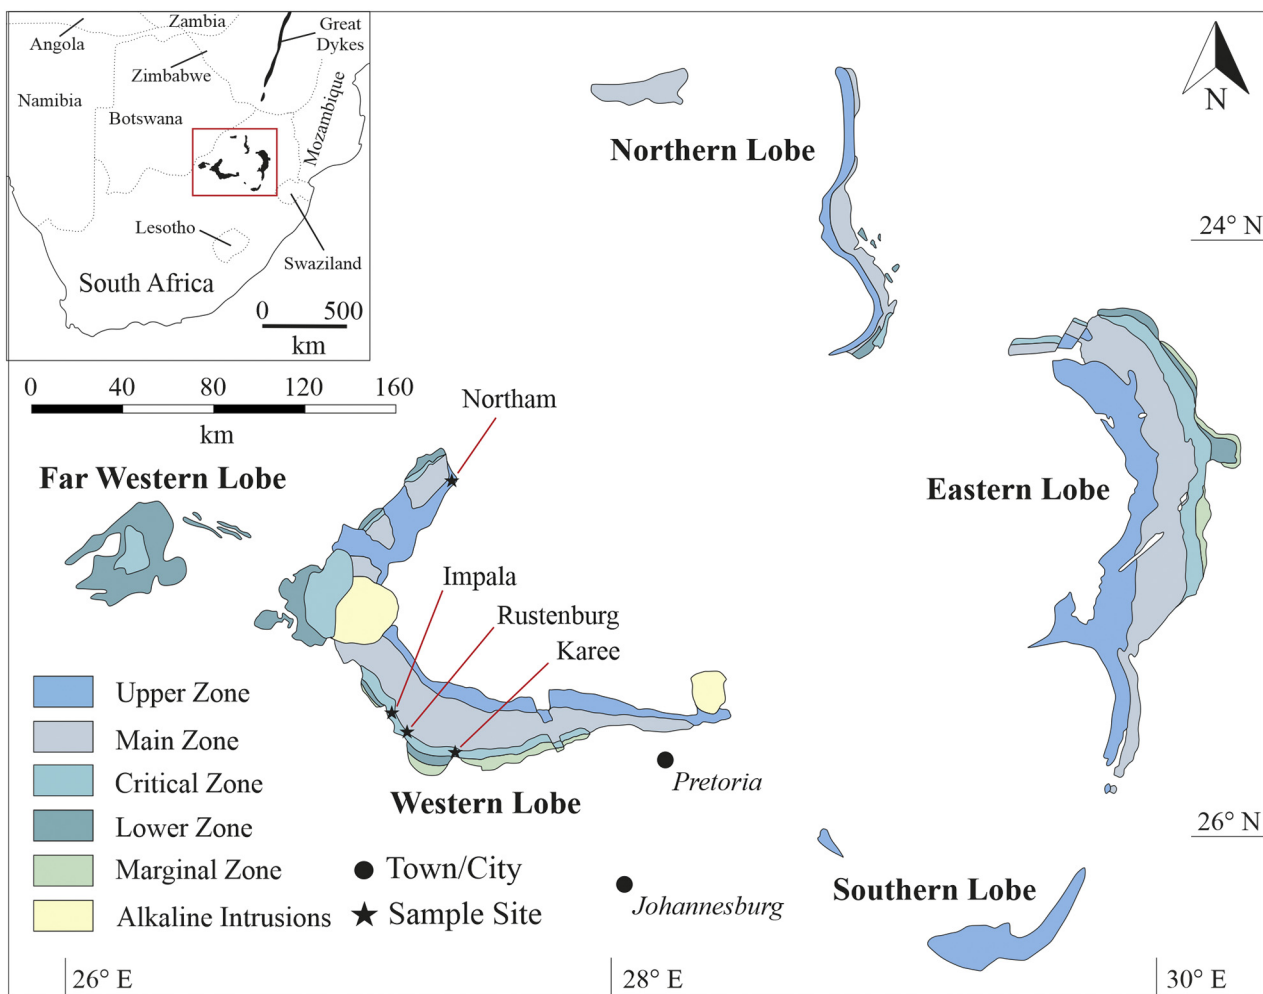 Zambia
Great
Dykes
Angola
Zimbabwe
Namibia
Botswana
Mozambique
Lesotho
Swaziland
South Africa
0 500
km
N
Northern Lobe
24° N
0 40 80 120 160
km
Northam
Far Western Lobe
Eastern Lobe
Impala
Rustenburg
Karee
Upper Zone
Main Zone
Critical Zone
Lower Zone
Marginal Zone
Alkaline Intrusions
Town/City
Sample Site
Western Lobe
Pretoria
Johannesburg
26° N
Southern Lobe
26° E
28° E
30° E